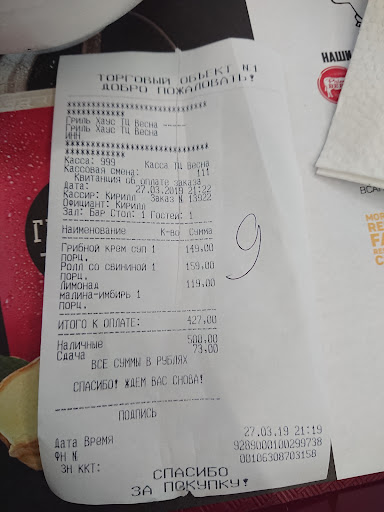 ТОРГОВЫЙ ОБЪЕКТ №1
ДОБРО ПОЖАЛОВАТЬ!
Гриль Хаус ТЦ Весна
Гриль Хаус ТЦ Весна
ИНН
Касса: 999 Касса ТЦ Весна
Кассовая смена: 111
Квитанция об оплате заказа
Дата: 27.03.2019 21:22
Кассир: Кирилл Заказ N 13922
Официант: Кирилл
Зал: Бар Стол: 1 Гостей: 1
Наименование К-во Сумма
Грибной крем суп 1 149,00
порц.
Ролл со свининой 1 159,00
порц.
Лимонад 119,00
малина-имбирь 1
порц.
ИТОГО К ОПЛАТЕ: 427,00
Наличные 500,00
Сдача 73,00
ВСЕ СУММЫ В РУБЛЯХ
СПАСИБО! ЖДЕМ ВАС СНОВА!
ПОДПИСЬ
Дата Время 27.03.19 21:19
ФН N 9289000100299738
ЗН ККТ: 00106308703158
СПАСИБО
ЗА ПОКУПКУ!
9
НАШИ